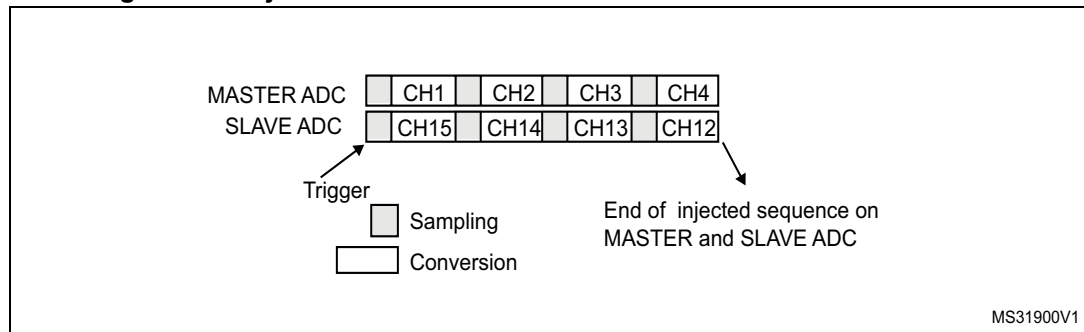 MASTER ADC CH1 CH2 CH3 CH4
SLAVE ADC CH15 CH14 CH13 CH12
Trigger
Sampling
Conversion
End of injected sequence on
MASTER and SLAVE ADC
MS31900V1